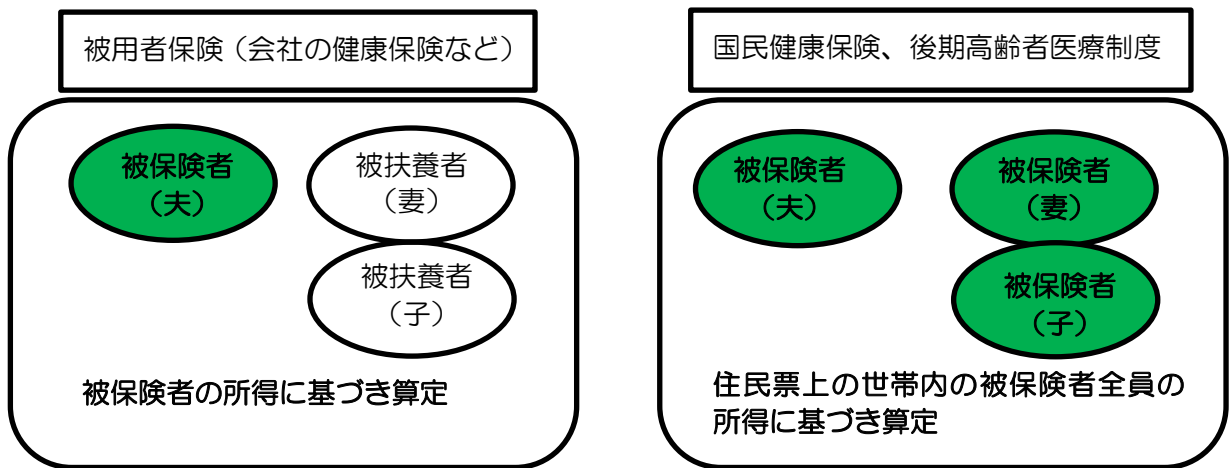 被用者保険（会社の健康保険など）
被保険者
（夫）
被扶養者
（妻）
被扶養者
（子）
被保険者の所得に基づき算定
国民健康保険、後期高齢者医療制度
被保険者
（夫）
被保険者
（妻）
被保険者
（子）
住民票上の世帯内の被保険者全員の
所得に基づき算定